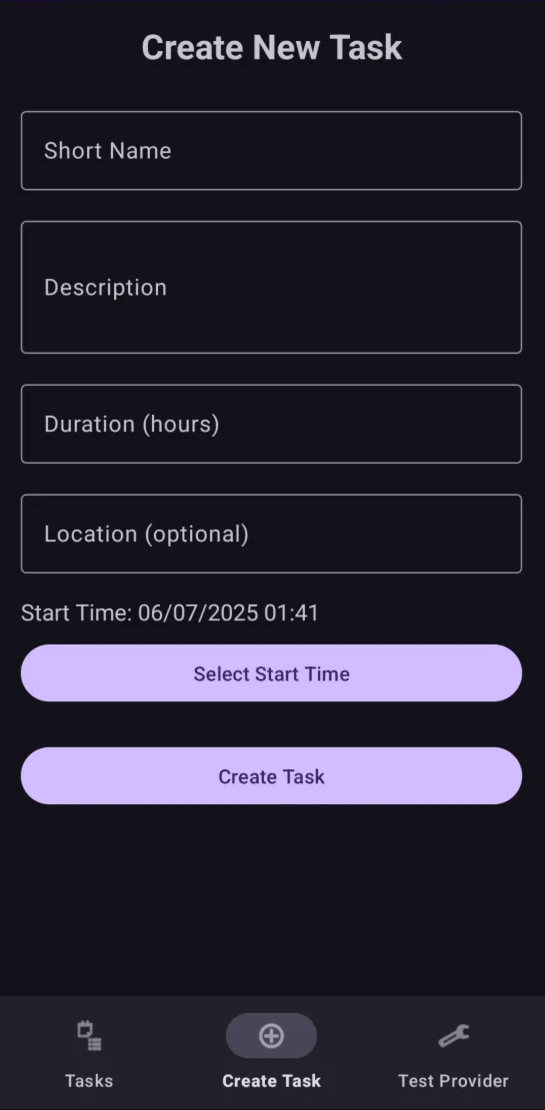 Create New Task
Short Name
Description
Duration (hours)
Location (optional)
Start Time: 06/07/2025 01:41
Select Start Time
Create Task
Tasks
Create Task
Test Provider